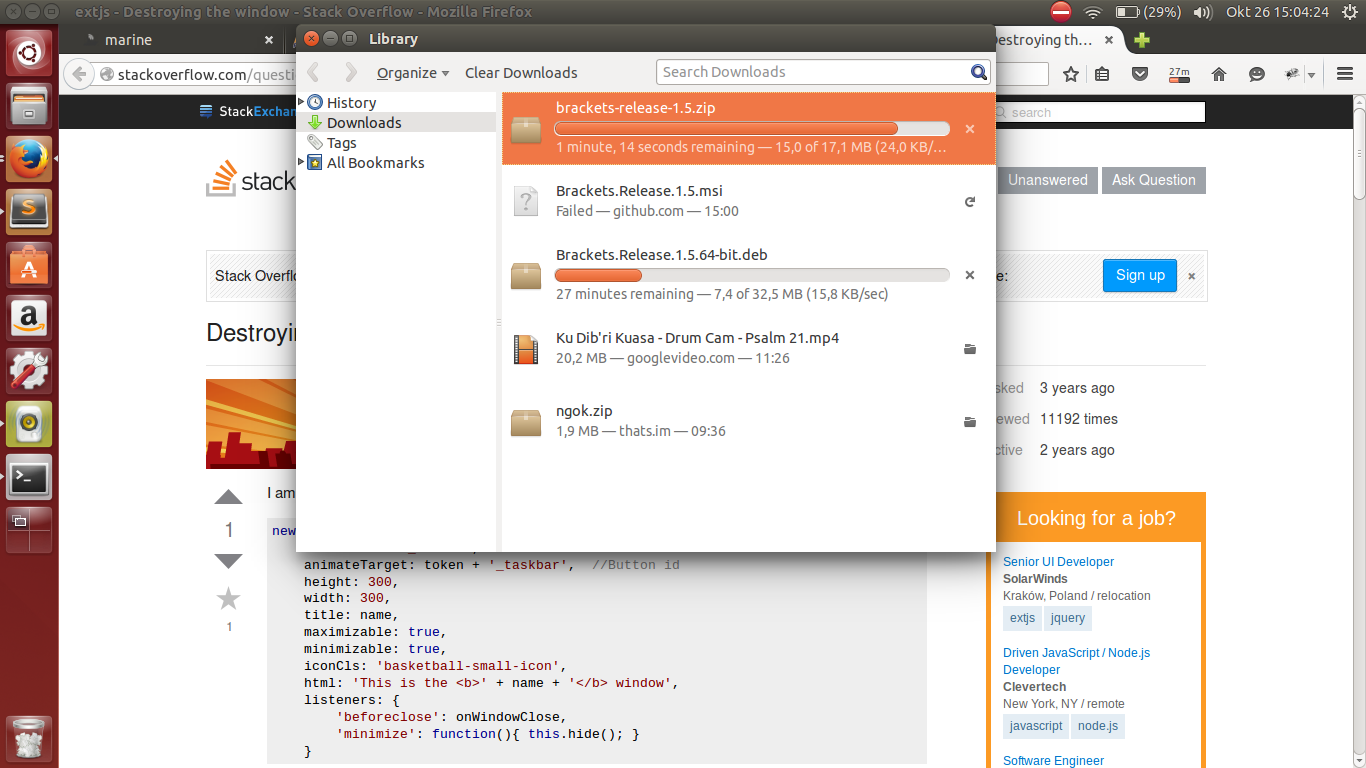 extjs - Destroying the window - Stack Overflow - Mozilla Firefox
(29%) Okt 26 15:04:24
marine
Library
estroying th…
stackoverflow.com/questi
27m
Organize
Clear Downloads
Search Downloads
History
Downloads
Tags
All Bookmarks
brackets-release-1.5.zip
1 minute, 14 seconds remaining — 15,0 of 17,1 MB (24,0 KB/…
Brackets.Release.1.5.msi
Failed — github.com — 15:00
Brackets.Release.1.5.64-bit.deb
27 minutes remaining — 7,4 of 32,5 MB (15,8 KB/sec)
Ku Dib'ri Kuasa - Drum Cam - Psalm 21.mp4
20,2 MB — googlevideo.com — 11:26
ngok.zip
1,9 MB — thats.im — 09:36
StackExchan
search
stack
Unanswered
Ask Question
Stack Overflo
e:
Sign up
Destroyin
sked 3 years ago
ewed 11192 times
ctive 2 years ago
I am
1
1
new
animateTarget: token + '_taskbar', //Button id
height: 300,
width: 300,
title: name,
maximizable: true,
minimizable: true,
iconCls: 'basketball-small-icon',
html: 'This is the <b>' + name + '</b> window',
listeners: {
'beforeclose': onWindowClose,
'minimize': function(){ this.hide(); }
}
Looking for a job?
Senior UI Developer
SolarWinds
Kraków, Poland / relocation
extjs jquery
Driven JavaScript / Node.js
Developer
Clevertech
New York, NY / remote
javascript node.js
Software Engineer